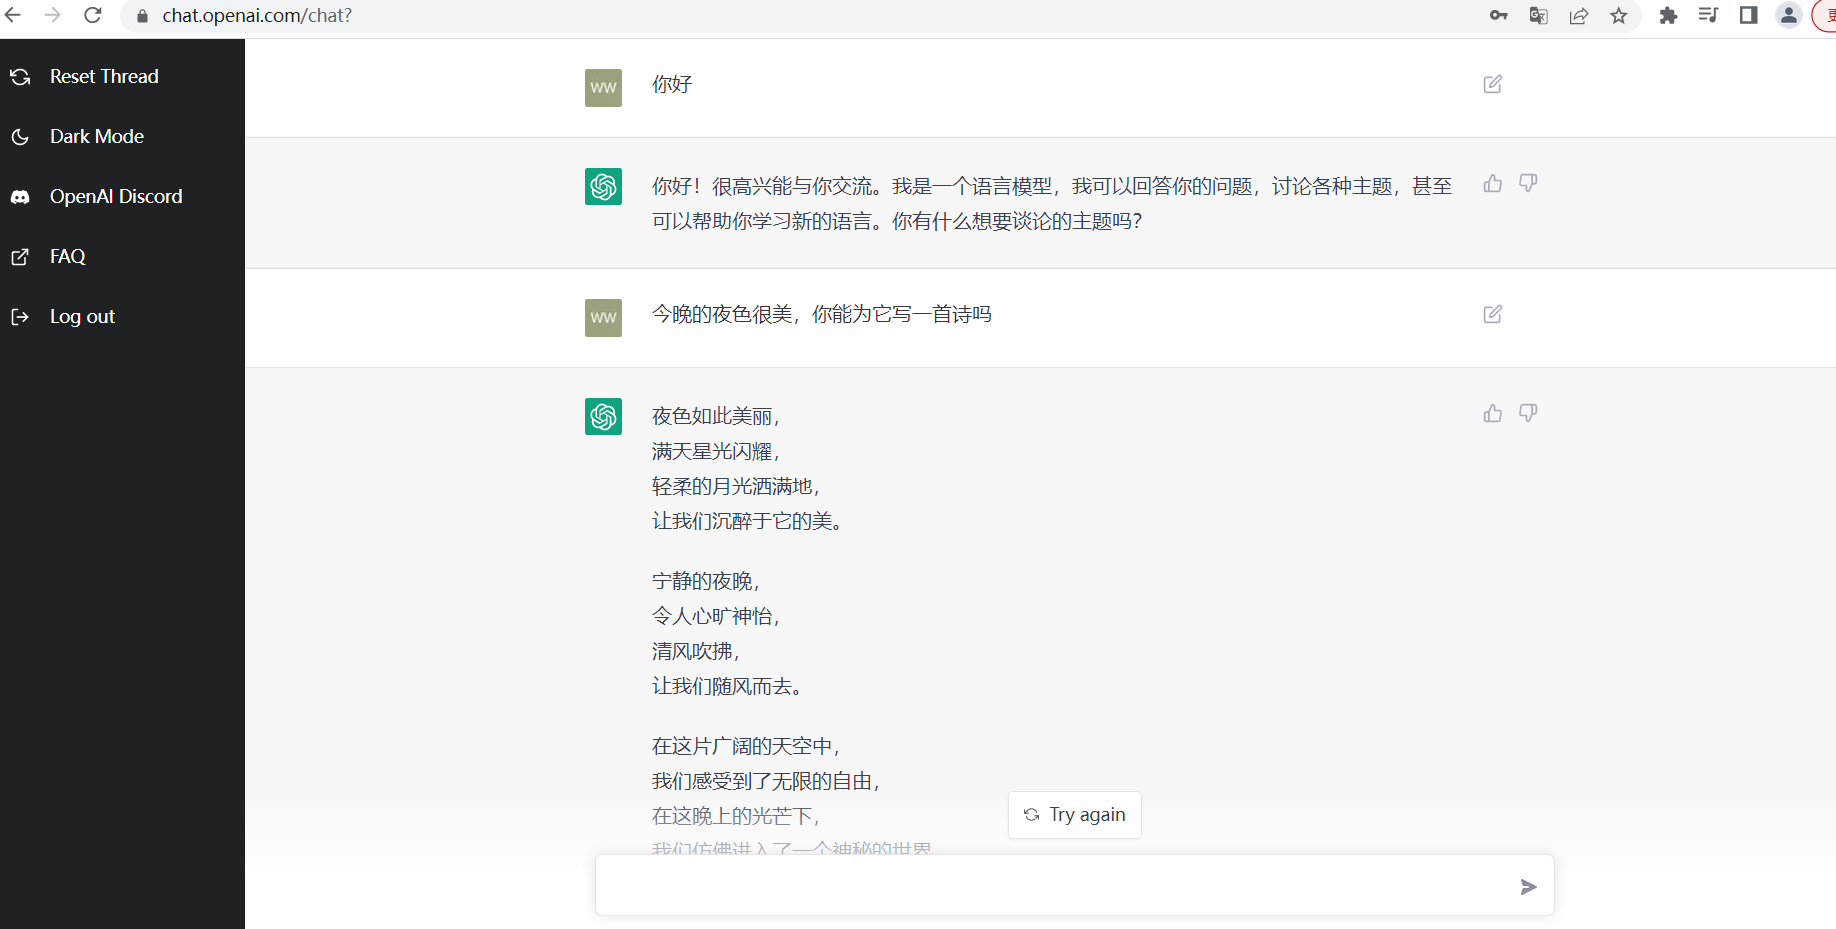 chat.openai.com/chat?
Reset Thread
Dark Mode
OpenAI Discord
FAQ
Log out
WW
你好
你好！很高兴能与你交流。我是一个语言模型，我可以回答你的问题，讨论各种主题，甚至
可以帮助你学习新的语言。你有什么想要谈论的主题吗？
WW
今晚的夜色很美，你能为它写一首诗吗
夜色如此美丽，
满天星光闪耀，
轻柔的月光洒满地，
让我们沉醉于它的美。
宁静的夜晚，
令人心旷神怡，
清风吹拂，
让我们随风而去。
在这片广阔的天空中，
我们感受到了无限的自由，
在这晚上的光芒下，
我们仿佛进入了一个神秘的世界
Try again